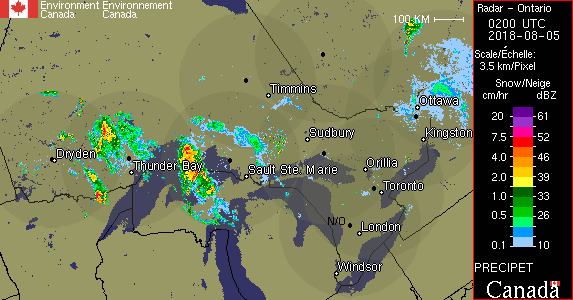 Environment Environnement
Canada Canada
100 KM
Radar - Ontario
0200 UTC
2018-08-05
Scale/Échelle:
3.5 km/Pixel
Snow/Neige
cm/hr dBZ
20 61
7.5 52
4.0 46
2.0 39
1.0 33
0.5 26
0.1 10
PRECIPET
Canada
Timmins
Ottawa
Kingston
Sudbury
Dryden
Thunder Bay
Sault Ste. Marie
Orillia
Toronto
N/O
London
Windsor